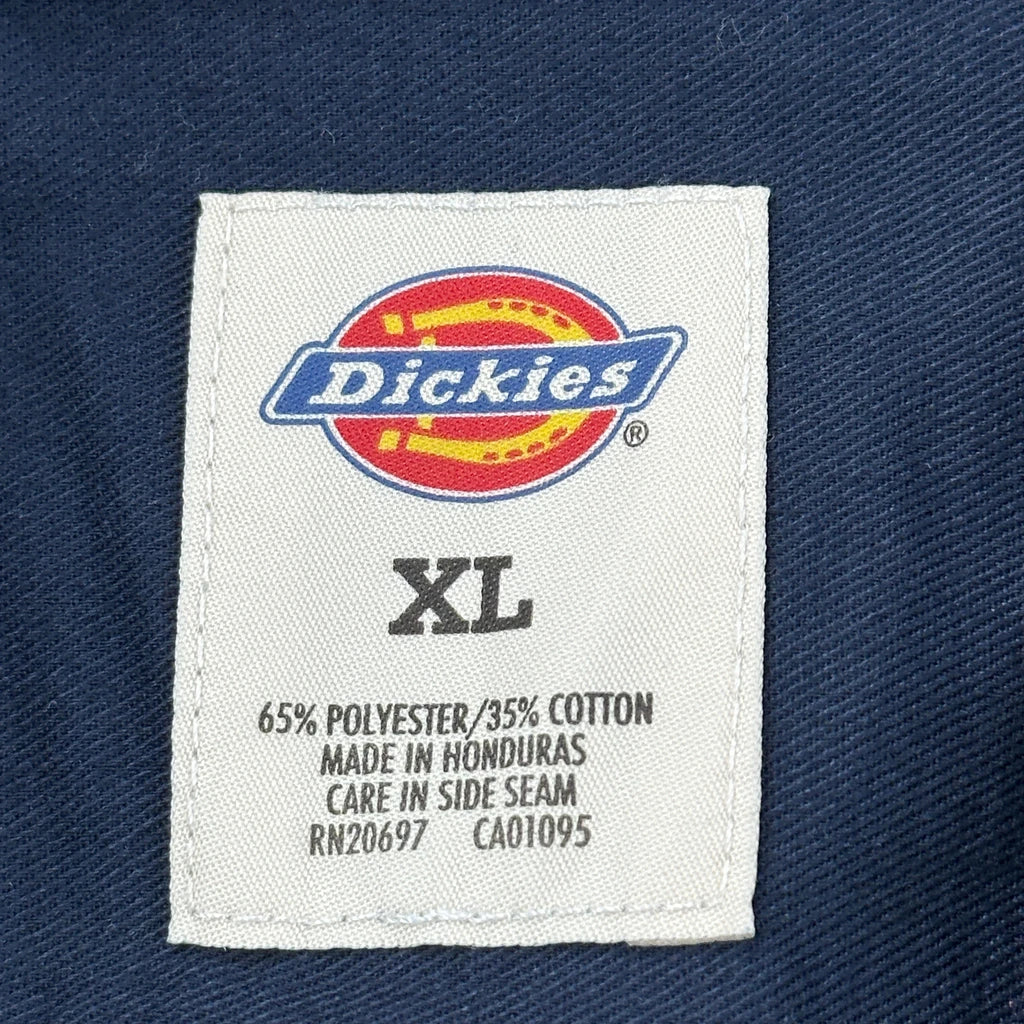 Dickies
®
XL
65% POLYESTER/35% COTTON
MADE IN HONDURAS
CARE IN SIDE SEAM
RN20697 CA01095